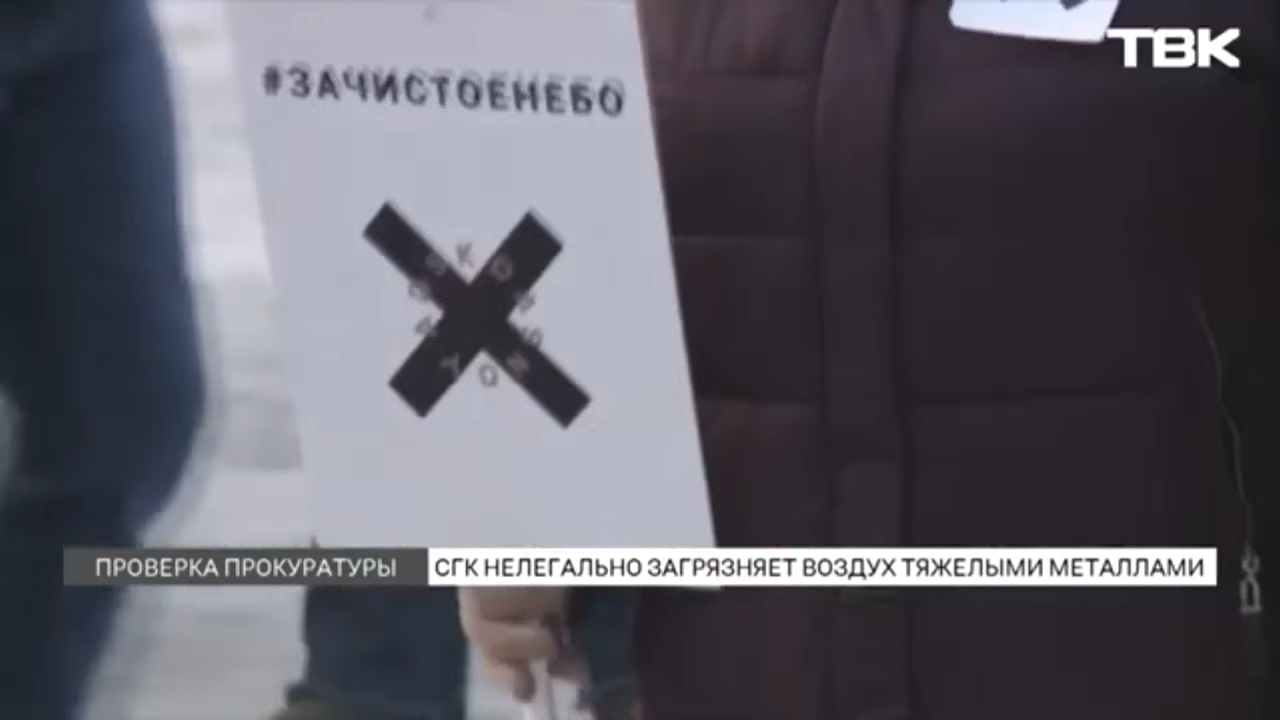 ТВК
#ЗАЧИСТОЕНЕБО
ПРОВЕРКА ПРОКУРАТУРЫ
СГК НЕЛЕГАЛЬНО ЗАГРЯЗНЯЕТ ВОЗДУХ ТЯЖЕЛЫМИ МЕТАЛЛАМИ